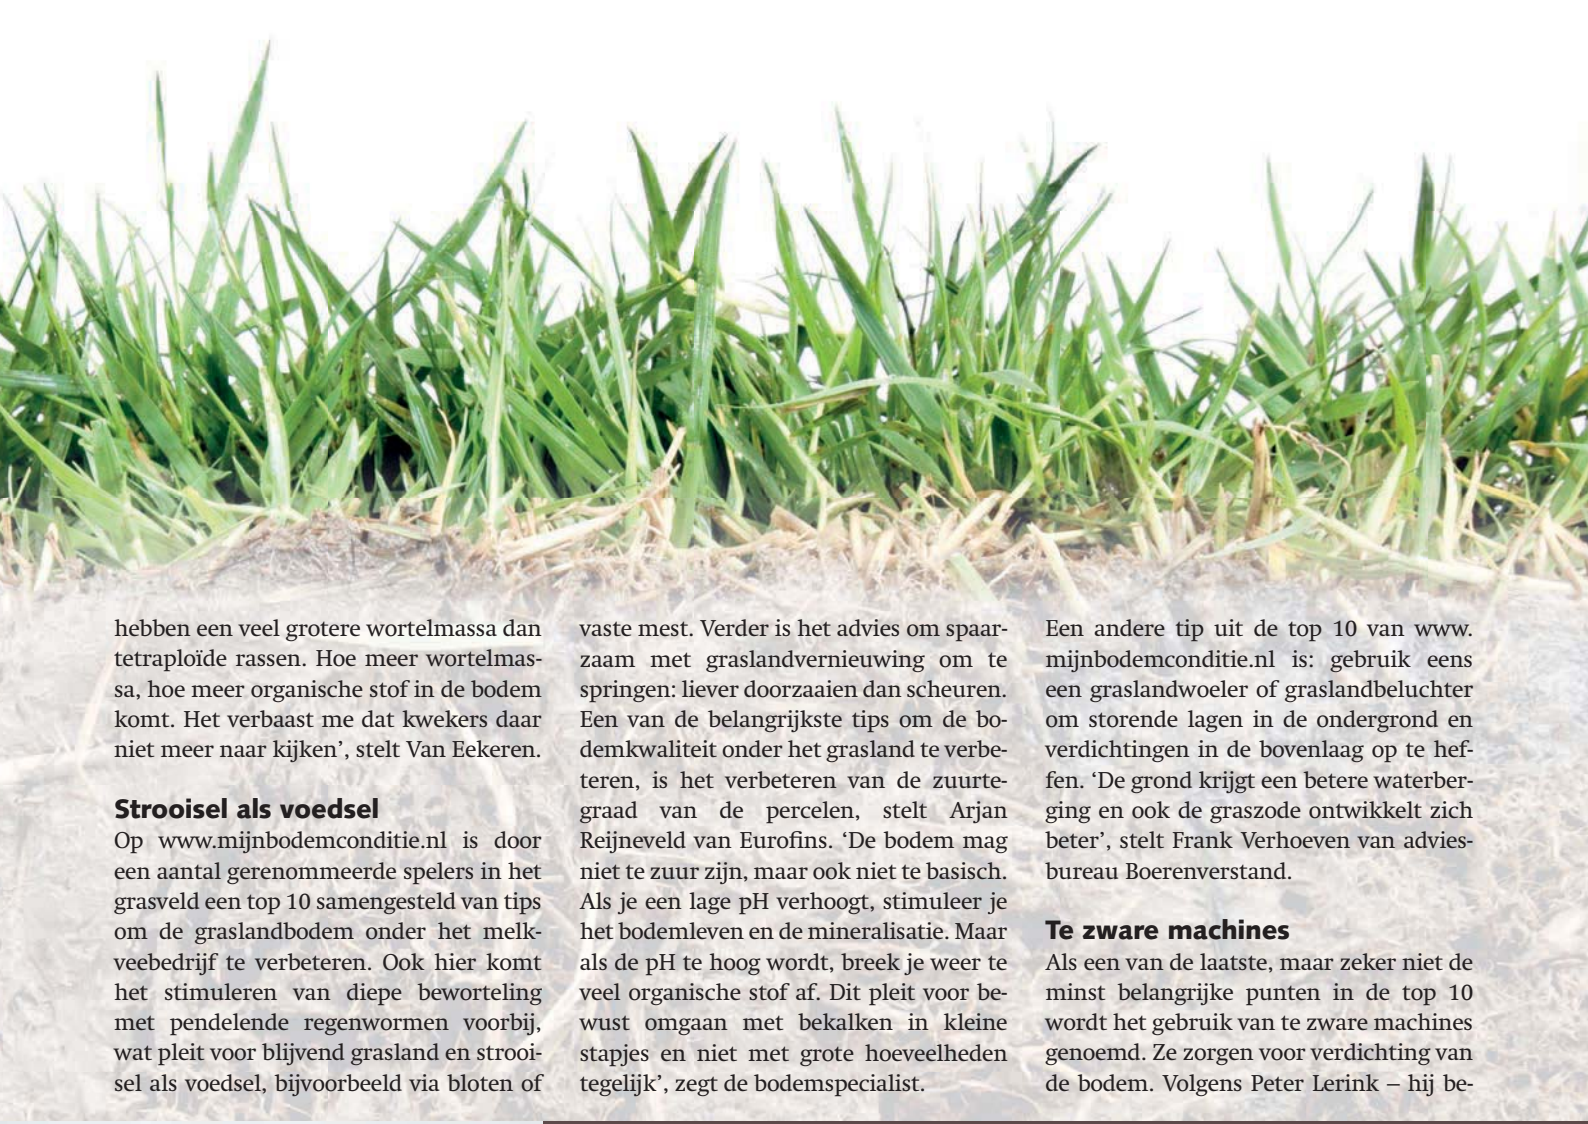 hebben een veel grotere wortelmassa dan
tetraploïde rassen. Hoe meer wortelmas-
sa, hoe meer organische stof in de bodem
komt. Het verbaast me dat kwekers daar
niet meer naar kijken’, stelt Van Eekeren.
Strooisel als voedsel
Op www.mijnbodemconditie.nl is door
een aantal gerenommeerde spelers in het
grasveld een top 10 samengesteld van tips
om de graslandbodem onder het melk-
veebedrijf te verbeteren. Ook hier komt
het stimuleren van diepe beworteling
met pendelende regenwormen voorbij,
wat pleit voor blijvend grasland en strooi-
sel als voedsel, bijvoorbeeld via bloten of
vaste mest. Verder is het advies om spaar-
zaam met graslandvernieuwing om te
springen: liever doorzaaien dan scheuren.
Een van de belangrijkste tips om de bo-
demkwaliteit onder het grasland te verbe-
teren, is het verbeteren van de zuurte-
graad van de percelen, stelt Arjan
Reijneveld van Eurofins. ‘De bodem mag
niet te zuur zijn, maar ook niet te basisch.
Als je een lage pH verhoogt, stimuleer je
het bodemleven en de mineralisatie. Maar
als de pH te hoog wordt, breek je weer te
veel organische stof af. Dit pleit voor be-
wust omgaan met bekalken in kleine
stapjes en niet met grote hoeveelheden
tegelijk’, zegt de bodemspecialist.
Een andere tip uit de top 10 van www.
mijnbodemconditie.nl is: gebruik eens
een graslandwoeler of graslandbeluchter
om storende lagen in de ondergrond en
verdichtingen in de bovenlaag op te hef-
fen. ‘De grond krijgt een betere waterber-
ging en ook de graszode ontwikkelt zich
beter’, stelt Frank Verhoeven van advies-
bureau Boerenverstand.
Te zware machines
Als een van de laatste, maar zeker niet de
minst belangrijke punten in de top 10
wordt het gebruik van te zware machines
genoemd. Ze zorgen voor verdichting van
de bodem. Volgens Peter Lerink – hij be-